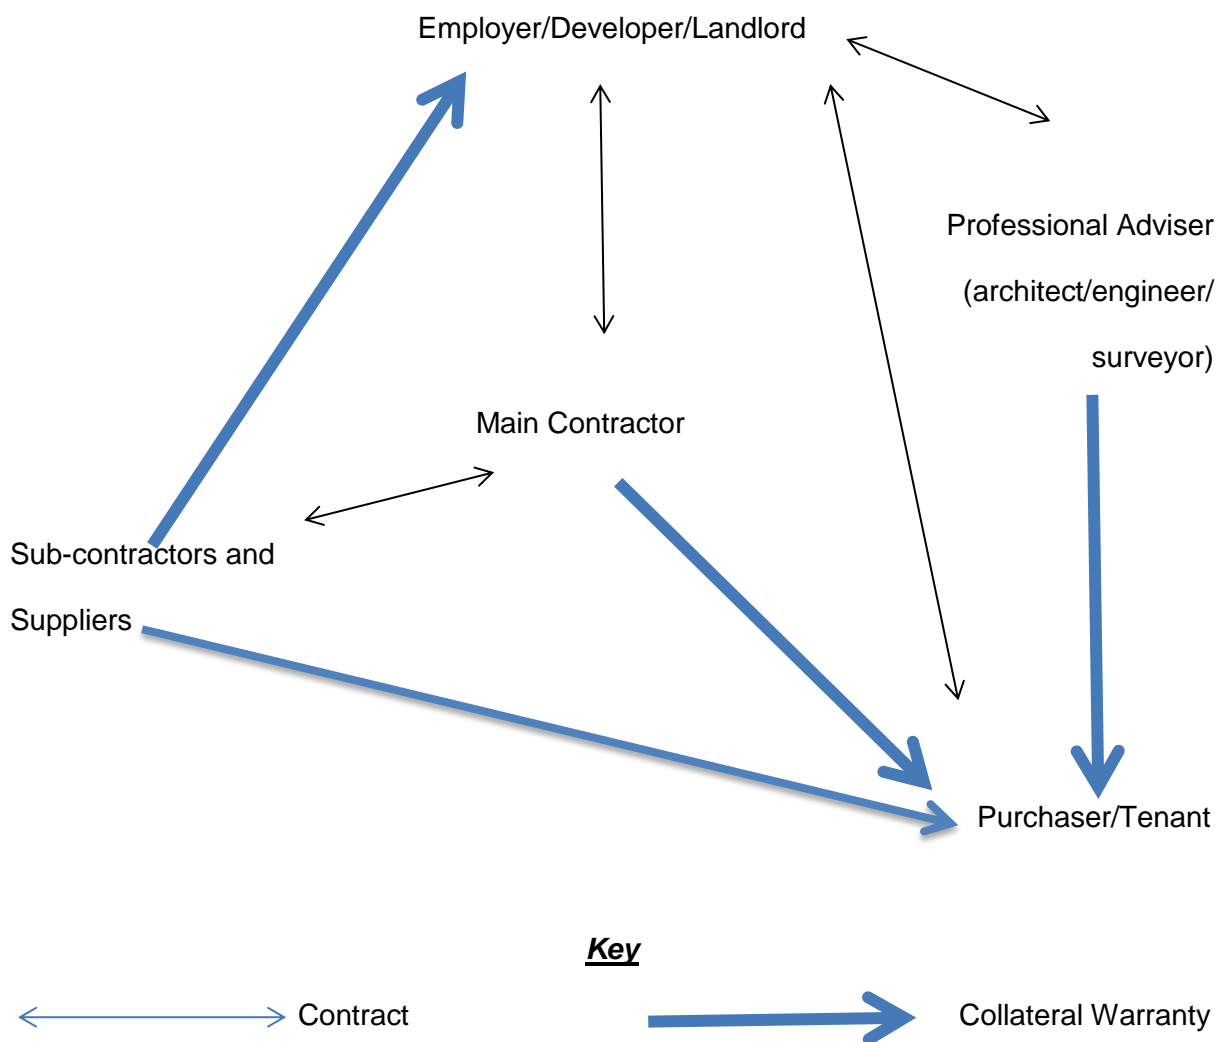 Employer/Developer/Landlord
Professional Adviser
(architect/engineer/
surveyor)
Main Contractor
Sub-contractors and
Suppliers
Purchaser/Tenant
Key
Contract
Collateral Warranty